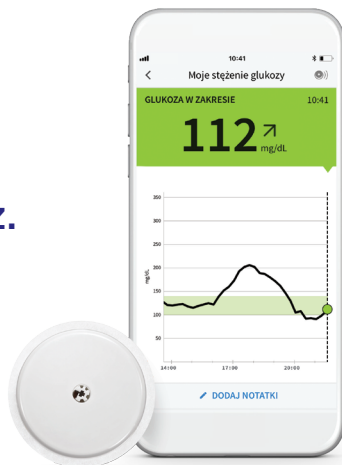 10:41
Moje stężenie glukozy
GLUKOZA W ZAKRESIE 10:41
112 mg/dL
350
300
250
mg/dL
200
150
100
50
14:00 17:00 20:00
DODAJ NOTATKI
z.